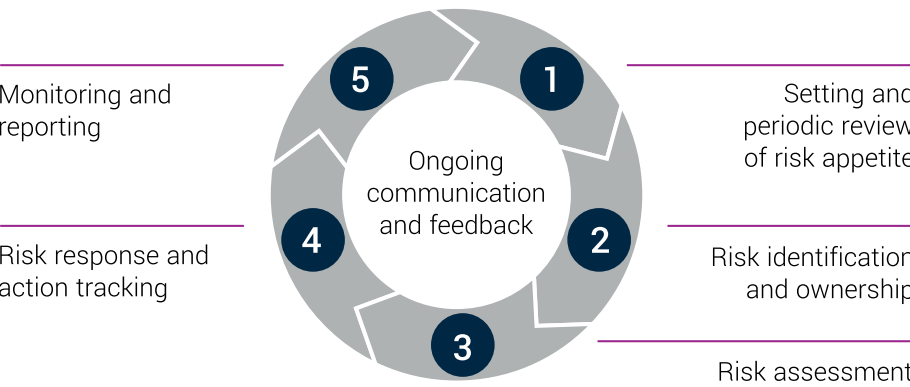 5
1
Monitoring and
reporting
Setting and
periodic review
of risk appetite
Ongoing
communication
and feedback
4
2
Risk response and
action tracking
Risk identification
and ownership
3
Risk assessment